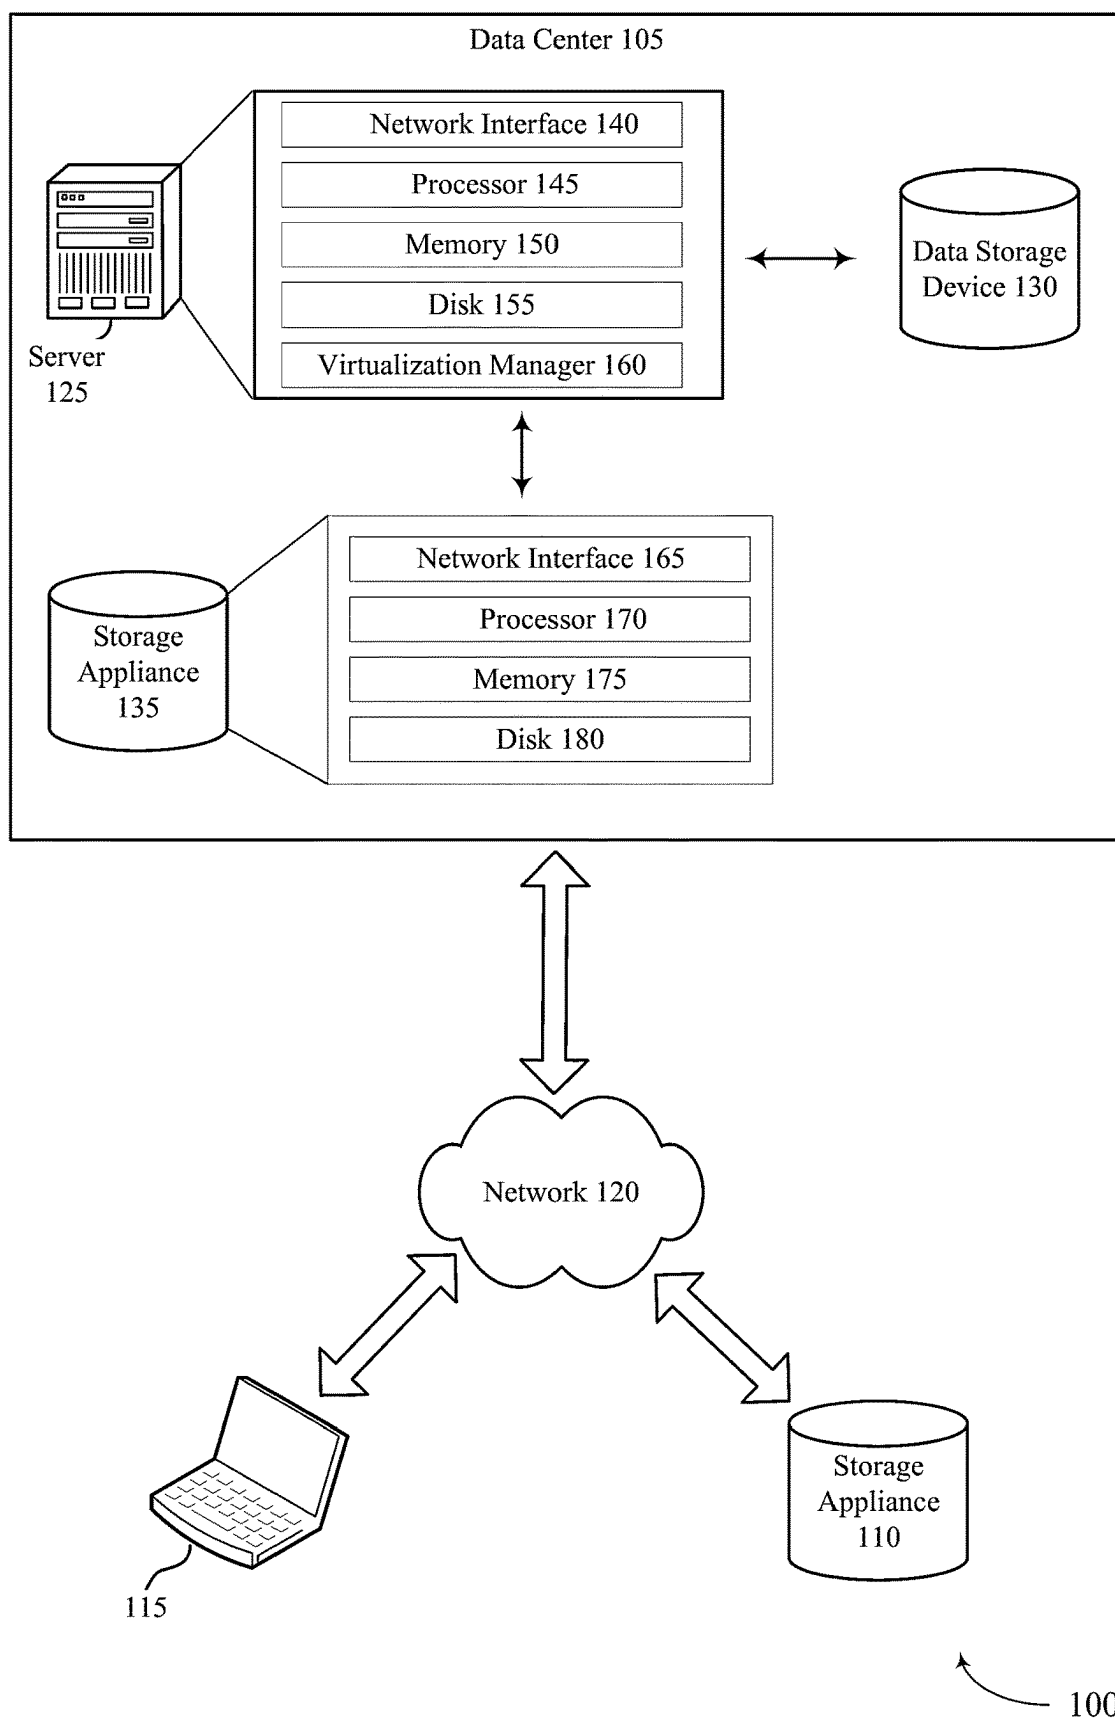 Data Center 105
Network Interface 140
Processor 145
Memory 150
Disk 155
Virtualization Manager 160
Server
125
Data Storage
Device 130
Network Interface 165
Processor 170
Memory 175
Disk 180
Storage
Appliance
135
Network 120
115
Storage
Appliance
110
100